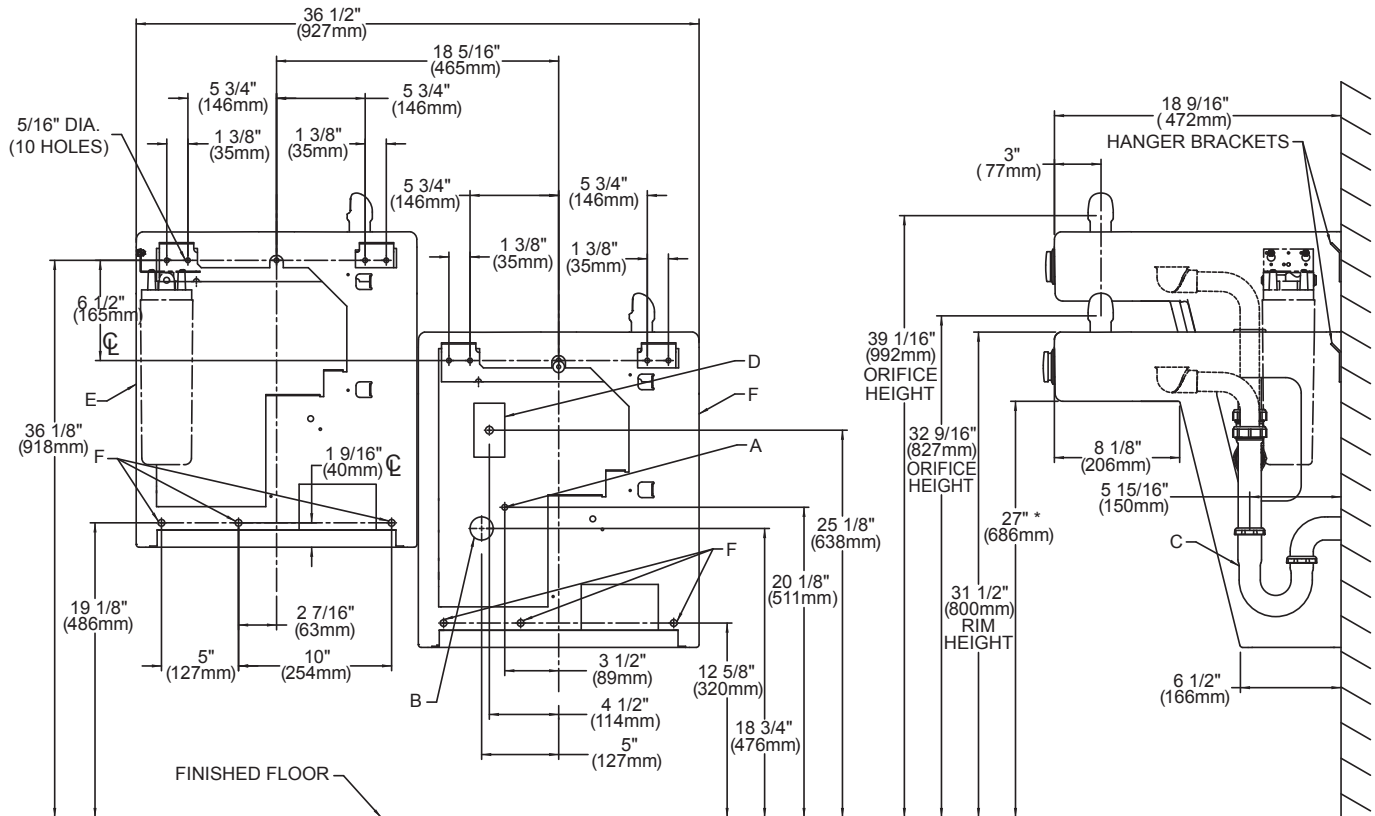 36 1/2"
(927mm)
18 5/16"
(465mm)
5 3/4"
(146mm)
5 3/4"
(146mm)
5/16" DIA.
(10 HOLES)
1 3/8"
(35mm)
1 3/8"
(35mm)
5 3/4"
(146mm)
5 3/4"
(146mm)
1 3/8"
(35mm)
1 3/8"
(35mm)
6 1/2"
(165mm)
℄
E
36 1/8"
(918mm)
F
1 9/16"
(40mm)
℄
D
F
A
25 1/8"
(638mm)
F
20 1/8"
(511mm)
19 1/8"
(486mm)
2 7/16"
(63mm)
5"
(127mm)
10"
(254mm)
3 1/2"
(89mm)
12 5/8"
(320mm)
B
4 1/2"
(114mm)
18 3/4"
(476mm)
5"
(127mm)
FINISHED FLOOR
18 9/16"
( 472mm)
HANGER BRACKETS
3"
( 77mm)
39 1/16"
(992mm)
ORIFICE
HEIGHT
32 9/16"
(827mm)
ORIFICE
HEIGHT
8 1/8"
(206mm)
5 15/16"
(150mm)
27" *
(686mm)
C
31 1/2"
(800mm)
RIM
HEIGHT
6 1/2"
(166mm)